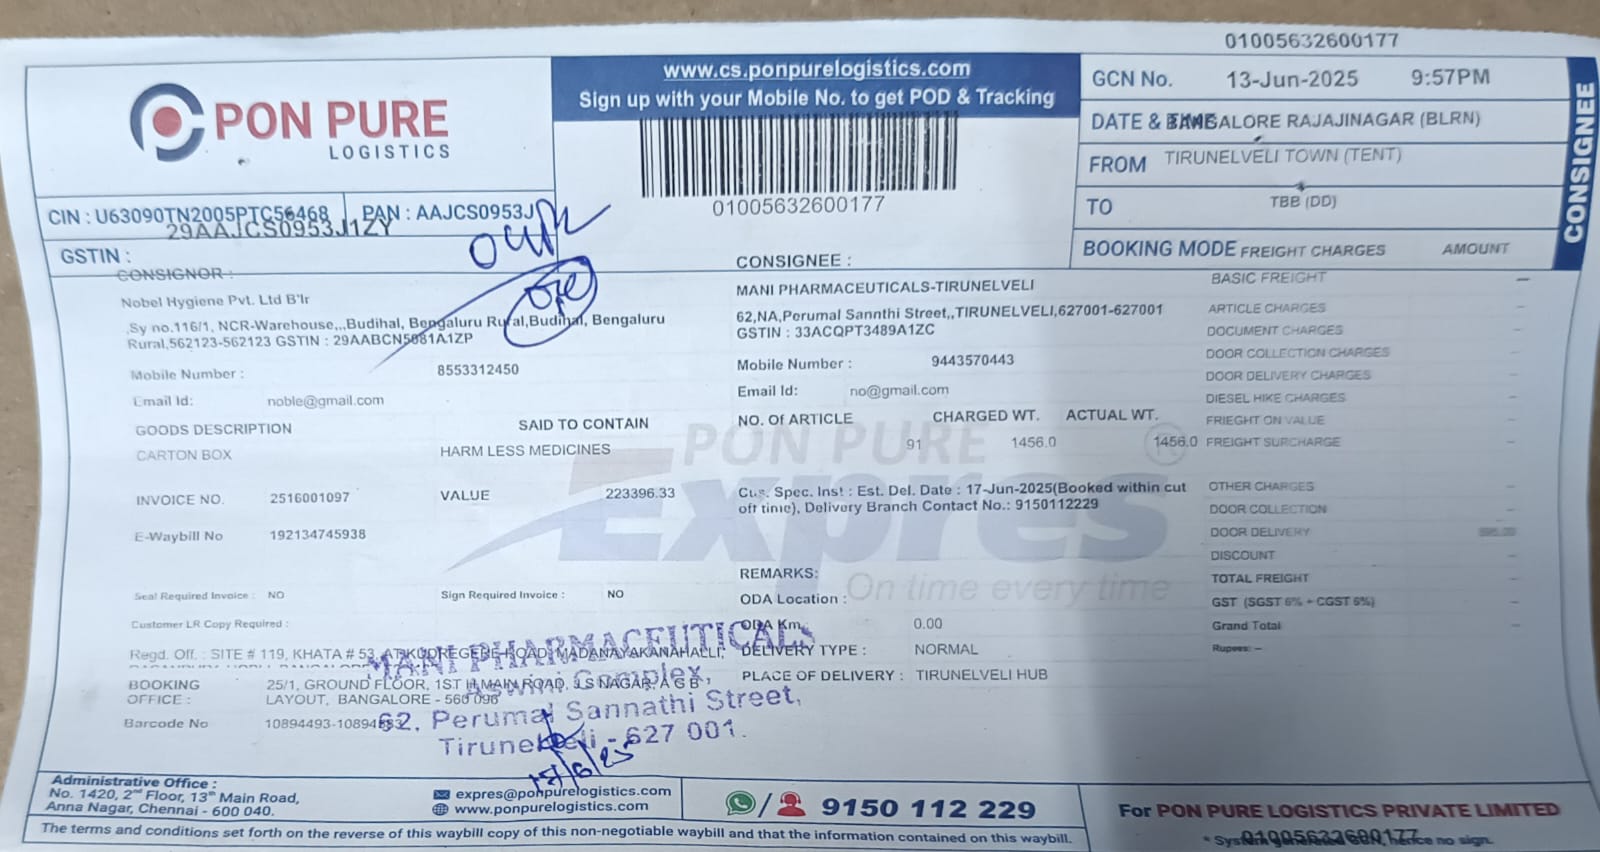 01005632600177
PON PURE
LOGISTICS
www.cs.ponpurelogistics.com
Sign up with your Mobile No. to get POD & Tracking
01005632600177
GCN No. 13-Jun-2025 9:57PM
DATE & TIME BANGALORE RAJAJINAGAR (BLRN)
FROM TIRUNELVELI TOWN (TENT)
TO TBB (DD)
BOOKING MODE FREIGHT CHARGES AMOUNT
CONSIGNEE
CIN : U63090TN2005PTC56468 PAN : AAJCS0953J
29AAJCS0953J1ZY
GSTIN :
CONSIGNOR :
Nobel Hygiene Pvt. Ltd B'lr
,Sy no.116/1, NCR-Warehouse,,,Budihal, Bengaluru Rural,Budihal, Bengaluru
Rural,562123-562123 GSTIN : 29AABCN5681A1ZP
Mobile Number : 8553312450
Email Id: noble@gmail.com
GOODS DESCRIPTION SAID TO CONTAIN
CARTON BOX HARM LESS MEDICINES
INVOICE NO. 2516001097 VALUE 223396.33
E-Waybill No 192134745938
Seal Required Invoice : NO Sign Required Invoice : NO
Customer LR Copy Required :
Regd. Off. : SITE # 119, KHATA # 53, ROAD, MADANAYAKANAHALLI,
BOOKING
OFFICE :
25/1, GROUND FLOOR, 1ST MAIN ROAD, J S NAGAR, A G B
LAYOUT, BANGALORE - 560 096
Barcode No
CONSIGNEE :
MANI PHARMACEUTICALS-TIRUNELVELI
62,NA,Perumal Sannthi Street,,TIRUNELVELI,627001-627001
GSTIN : 33ACQPT3489A1ZC
Mobile Number : 9443570443
Email Id: no@gmail.com
NO. OF ARTICLE CHARGED WT. ACTUAL WT.
91 1456.0 1456.0
PON PURE
Expres
On time every time
Cus. Spec. Inst : Est. Del. Date : 17-Jun-2025(Booked within cut
off time), Delivery Branch Contact No.: 9150112229
REMARKS:
ODA Location :
ODA Km. 0.00
DELIVERY TYPE : NORMAL
PLACE OF DELIVERY : TIRUNELVELI HUB
BASIC FREIGHT
ARTICLE CHARGES
DOCUMENT CHARGES
DOOR COLLECTION CHARGES
DOOR DELIVERY CHARGES
DIESEL HIKE CHARGES
FRIEGHT ON VALUE
FREIGHT SURCHARGE
OTHER CHARGES
DOOR COLLECTION
DOOR DELIVERY
DISCOUNT
TOTAL FREIGHT
GST (SGST 6% + CGST 6%)
Grand Total
Rupees: –
MANI PHARMACEUTICALS
Aswini Complex,
62, Perumal Sannathi Street,
Tirunelveli - 627 001.
Administrative Office :
No. 1420, 2nd Floor, 13th Main Road,
Anna Nagar, Chennai - 600 040.
expres@ponpurelogistics.com
www.ponpurelogistics.com
9150 112 229
For PON PURE LOGISTICS PRIVATE LIMITED
01005632600177
The terms and conditions set forth on the reverse of this waybill copy of this non-negotiable waybill and that the information contained on this waybill.